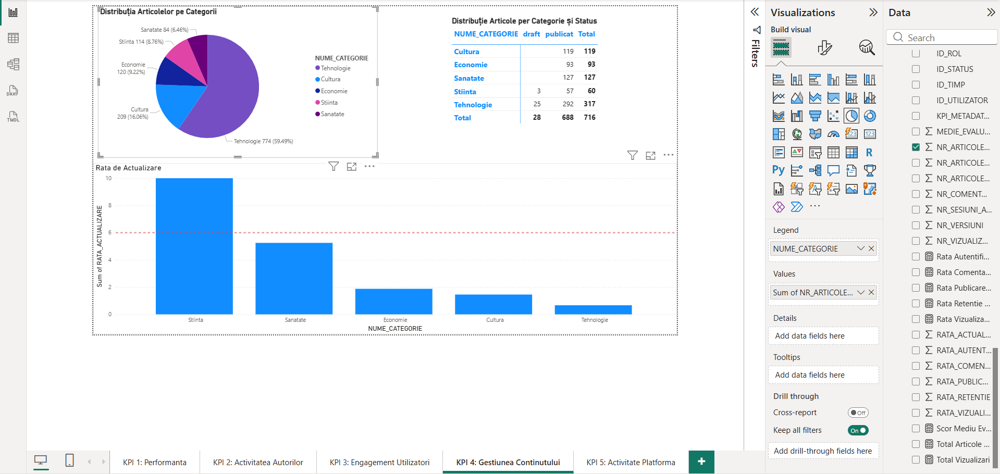 Distribuția Articolelor pe Categorii
Sanatate 84 (6.46%)
Stiinta 114 (8.76%)
Economie
120 (9.22%)
Cultura
209 (16.06%)
Tehnologie 774 (59.49%)
NUME_CATEGORIE
Tehnologie
Cultura
Economie
Stiinta
Sanatate
Distribuție Articole per Categorie și Status
NUME_CATEGORIE draft publicat Total
Cultura 119 119
Economie 93 93
Sanatate 127 127
Stiinta 3 57 60
Tehnologie 25 292 317
Total 28 688 716
Rata de Actualizare
Sum of RATA_ACTUALIZARE
10
8
6
4
2
0
Stiinta Sanatate Economie Cultura Tehnologie
NUME_CATEGORIE
DAX
TMDL
KPI 1: Performanta
KPI 2: Activitatea Autorilor
KPI 3: Engagement Utilizatori
KPI 4: Gestiunea Continutului
KPI 5: Activitate Platforma
+
Filters
Visualizations
Build visual
123
123
R
Py
...
Legend
NUME_CATEGORIE
Values
Sum of NR_ARTICOLE...
Details
Add data fields here
Tooltips
Add data fields here
Drill through
Cross-report Off
Keep all filters On
Add drill-through fields here
Data
Search
ID_ROL
ID_STATUS
ID_TIMP
ID_UTILIZATOR
KPI_METADAT...
MEDIE_EVALU...
NR_ARTICOLE...
NR_ARTICOLE...
NR_ARTICOLE...
NR_COMENT...
NR_SESIUNI_A...
NR_VERSIUNI
NR_VIZUALIZ...
Rata Autentifi...
Rata Comenta...
Rata Publicare...
Rata Retentie ...
Rata Vizualiza...
RATA_ACTUAL...
RATA_AUTENT...
RATA_COMEN...
RATA_PUBLIC...
RATA_RETENTIE
RATA_VIZUALI...
Scor Mediu Ev...
Total Articole ...
Total Vizualizari